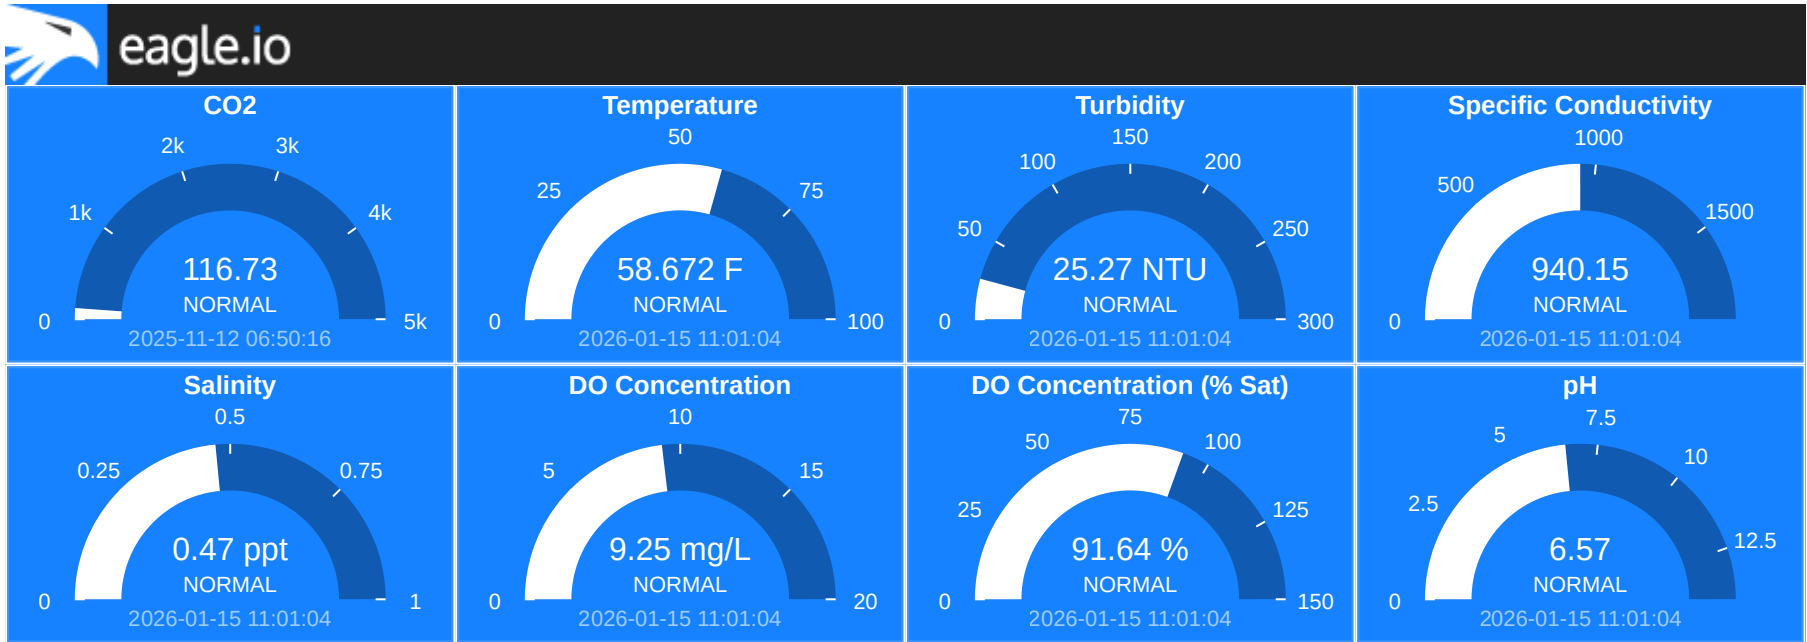 eagle.io
CO2
0
1k
2k
3k
4k
5k
116.73
NORMAL
2025-11-12 06:50:16
Temperature
0
25
50
75
100
58.672 F
NORMAL
2026-01-15 11:01:04
Turbidity
0
50
100
150
200
250
300
25.27 NTU
NORMAL
2026-01-15 11:01:04
Specific Conductivity
0
500
1000
1500
940.15
NORMAL
2026-01-15 11:01:04
Salinity
0
0.25
0.5
0.75
1
0.47 ppt
NORMAL
2026-01-15 11:01:04
DO Concentration
0
5
10
15
20
9.25 mg/L
NORMAL
2026-01-15 11:01:04
DO Concentration (% Sat)
0
25
50
75
100
125
150
91.64 %
NORMAL
2026-01-15 11:01:04
pH
0
2.5
5
7.5
10
12.5
6.57
NORMAL
2026-01-15 11:01:04